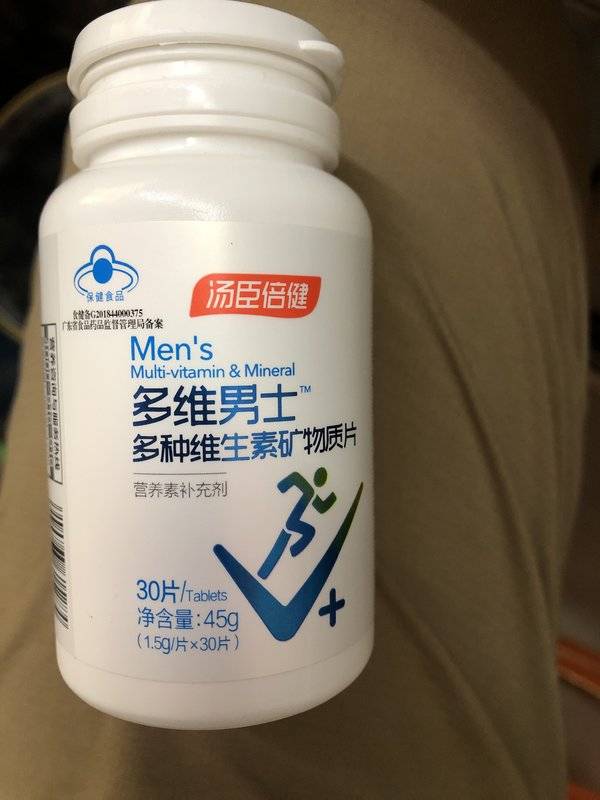 保健食品
食健备G201844000375
广东省食品药品监督管理局备案
汤臣倍健
Men's
Multi-vitamin & Mineral
多维男士™
多种维生素矿物质片
营养素补充剂
30片/Tablets
净含量:45g
(1.5g/片×30片)